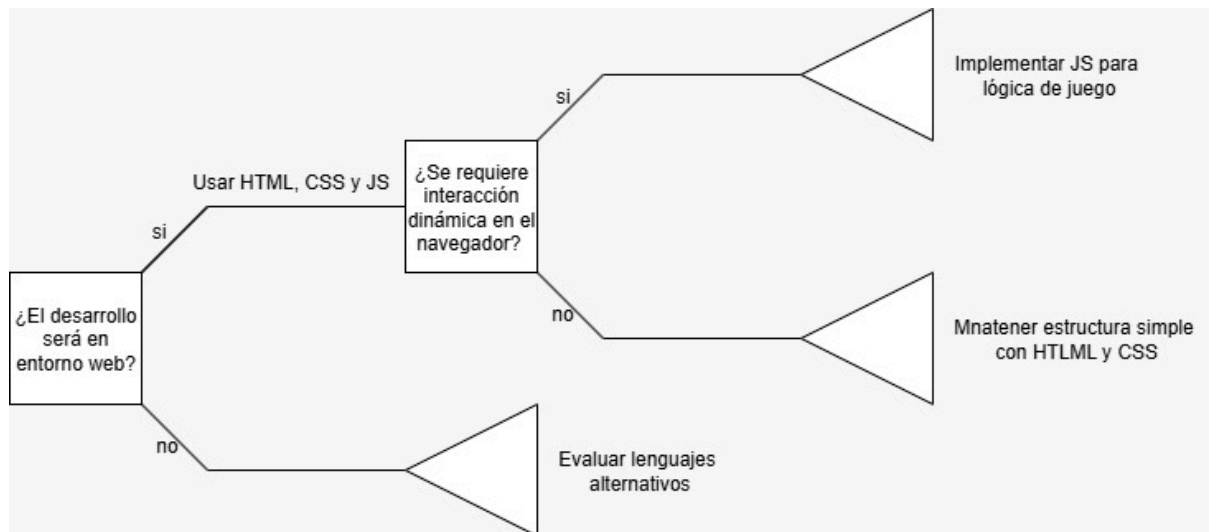 ¿El desarrollo
será en
entorno web?
si
Usar HTML, CSS y JS
¿Se requiere
interacción
dinámica en el
navegador?
si
Implementar JS para
lógica de juego
no
Mnatener estructura simple
con HTLML y CSS
no
Evaluar lenguajes
alternativos